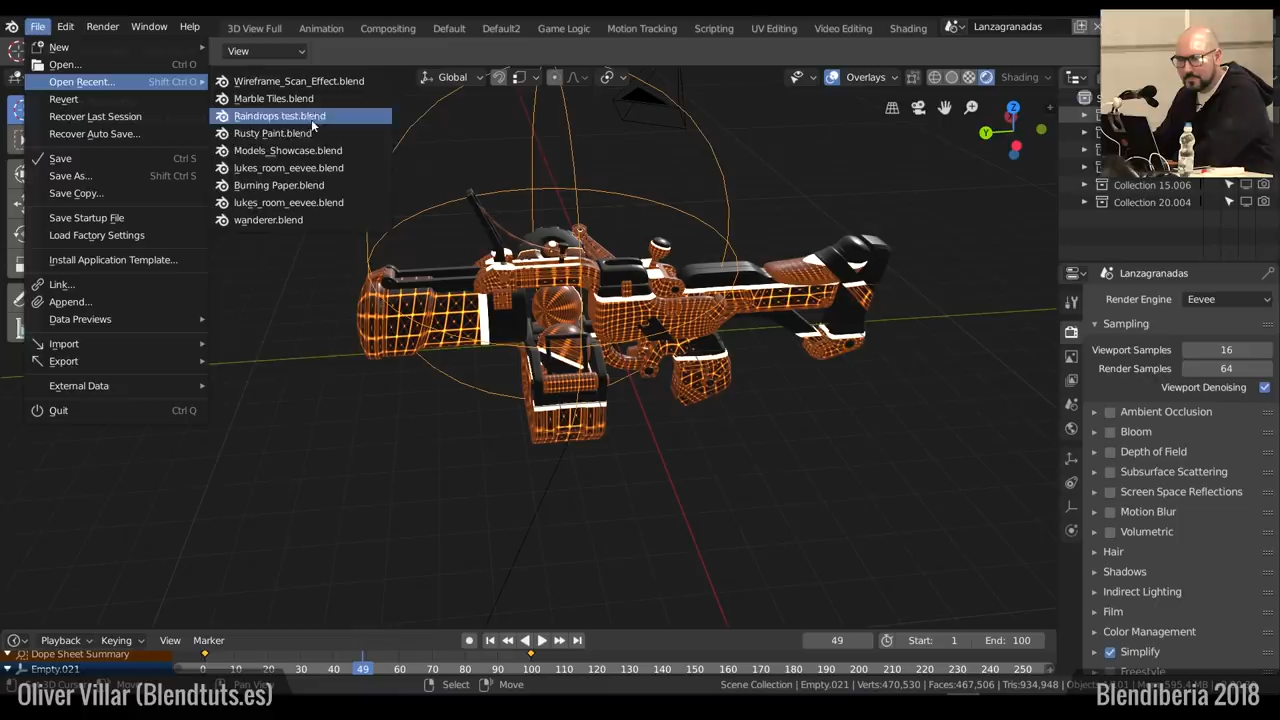 File Edit Render Window Help
3D View Full Animation Compositing Default Default2 Game Logic Motion Tracking Scripting UV Editing Video Editing Shading Lanzagranadas
New
Open... Ctrl O
Open Recent... Shift Ctrl O
Revert
Recover Last Session
Recover Auto Save...
Save Ctrl S
Save As... Shift Ctrl S
Save Copy...
Save Startup File
Load Factory Settings
Install Application Template...
Link...
Append...
Data Previews
Import
Export
External Data
Quit Ctrl Q
View
Wireframe_Scan_Effect.blend
Marble Tiles.blend
Raindrops test.blend
Rusty Paint.blend
Models_Showcase.blend
lukes_room_eevee.blend
Burning Paper.blend
lukes_room_eevee.blend
wanderer.blend
Global Overlays Shading
Z
Y
Collection 15.006
Collection 20.004
Lanzagranadas
Render Engine Eevee
Sampling
Viewport Samples 16
Render Samples 64
Viewport Denoising
Ambient Occlusion
Bloom
Depth of Field
Subsurface Scattering
Screen Space Reflections
Motion Blur
Volumetric
Hair
Shadows
Indirect Lighting
Film
Color Management
Simplify
Freestyle
Playback Keying View Marker 49 Start: 1 End: 100
Dope Sheet Summary
Empty.021
0 10 20 30 40 49 60 70 80 90 100 110 120 130 140 150 160 170 180 190 200 210 220 230 240 250
3D Cursor Move Pan View Select Move Scene Collection | Empty.021 | Verts:470,530 | Faces:467,506 | Tris:934,948
Oliver Villar (Blendtuts.es)
Blendiberia 2018